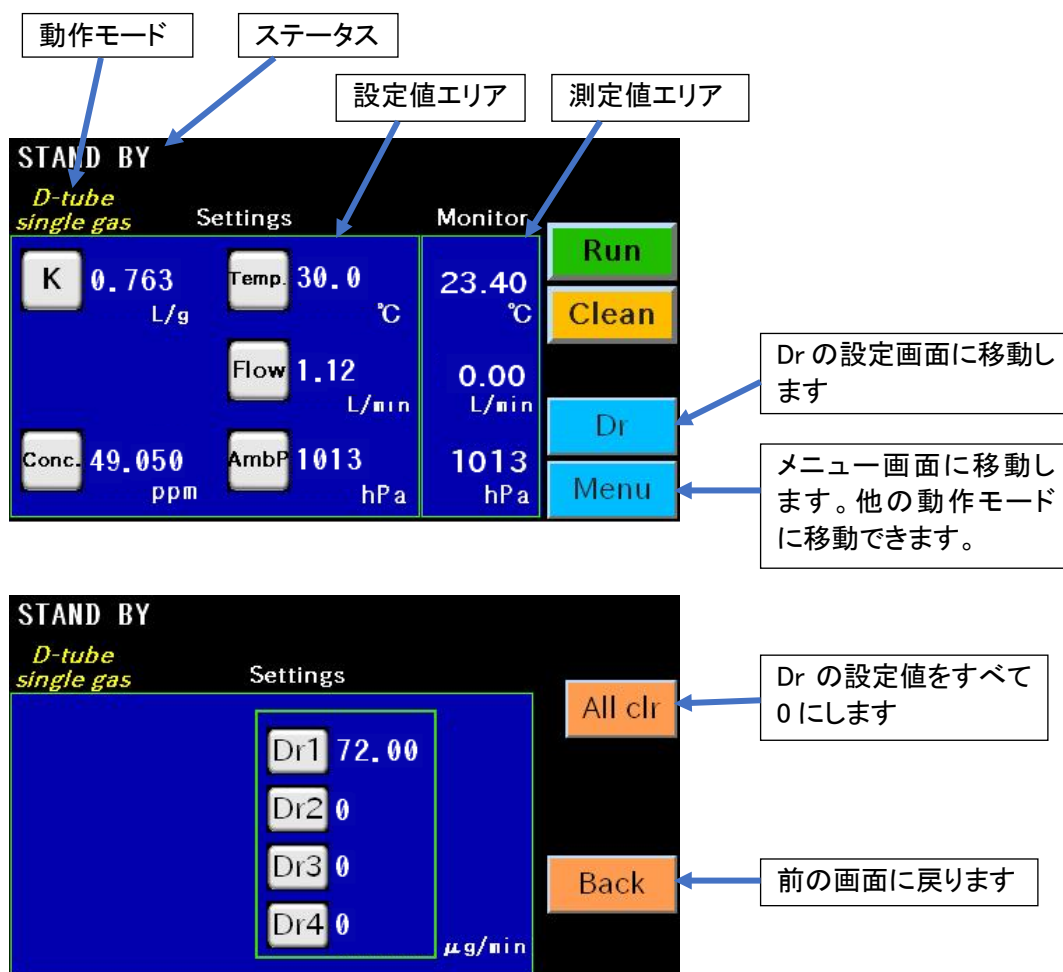 動作モード
ステータス
設定値エリア
測定値エリア
STAND BY
D-tube
single gas
Settings
Monitor
K 0.763
L/g
Temp. 30.0
℃
23.40
℃
Run
Clean
Flow 1.12
L/min
0.00
L/min
Conc. 49.050
ppm
AmbP 1013
hPa
1013
hPa
Dr
Menu
Dr の設定画面に移動し
ます
メニュー画面に移動し
ます。他の動作モード
に移動できます。
STAND BY
D-tube
single gas
Settings
Dr1 72.00
Dr2 0
Dr3 0
Dr4 0
μg/min
All clr
Back
Dr の設定値をすべて
0 にします
前の画面に戻ります